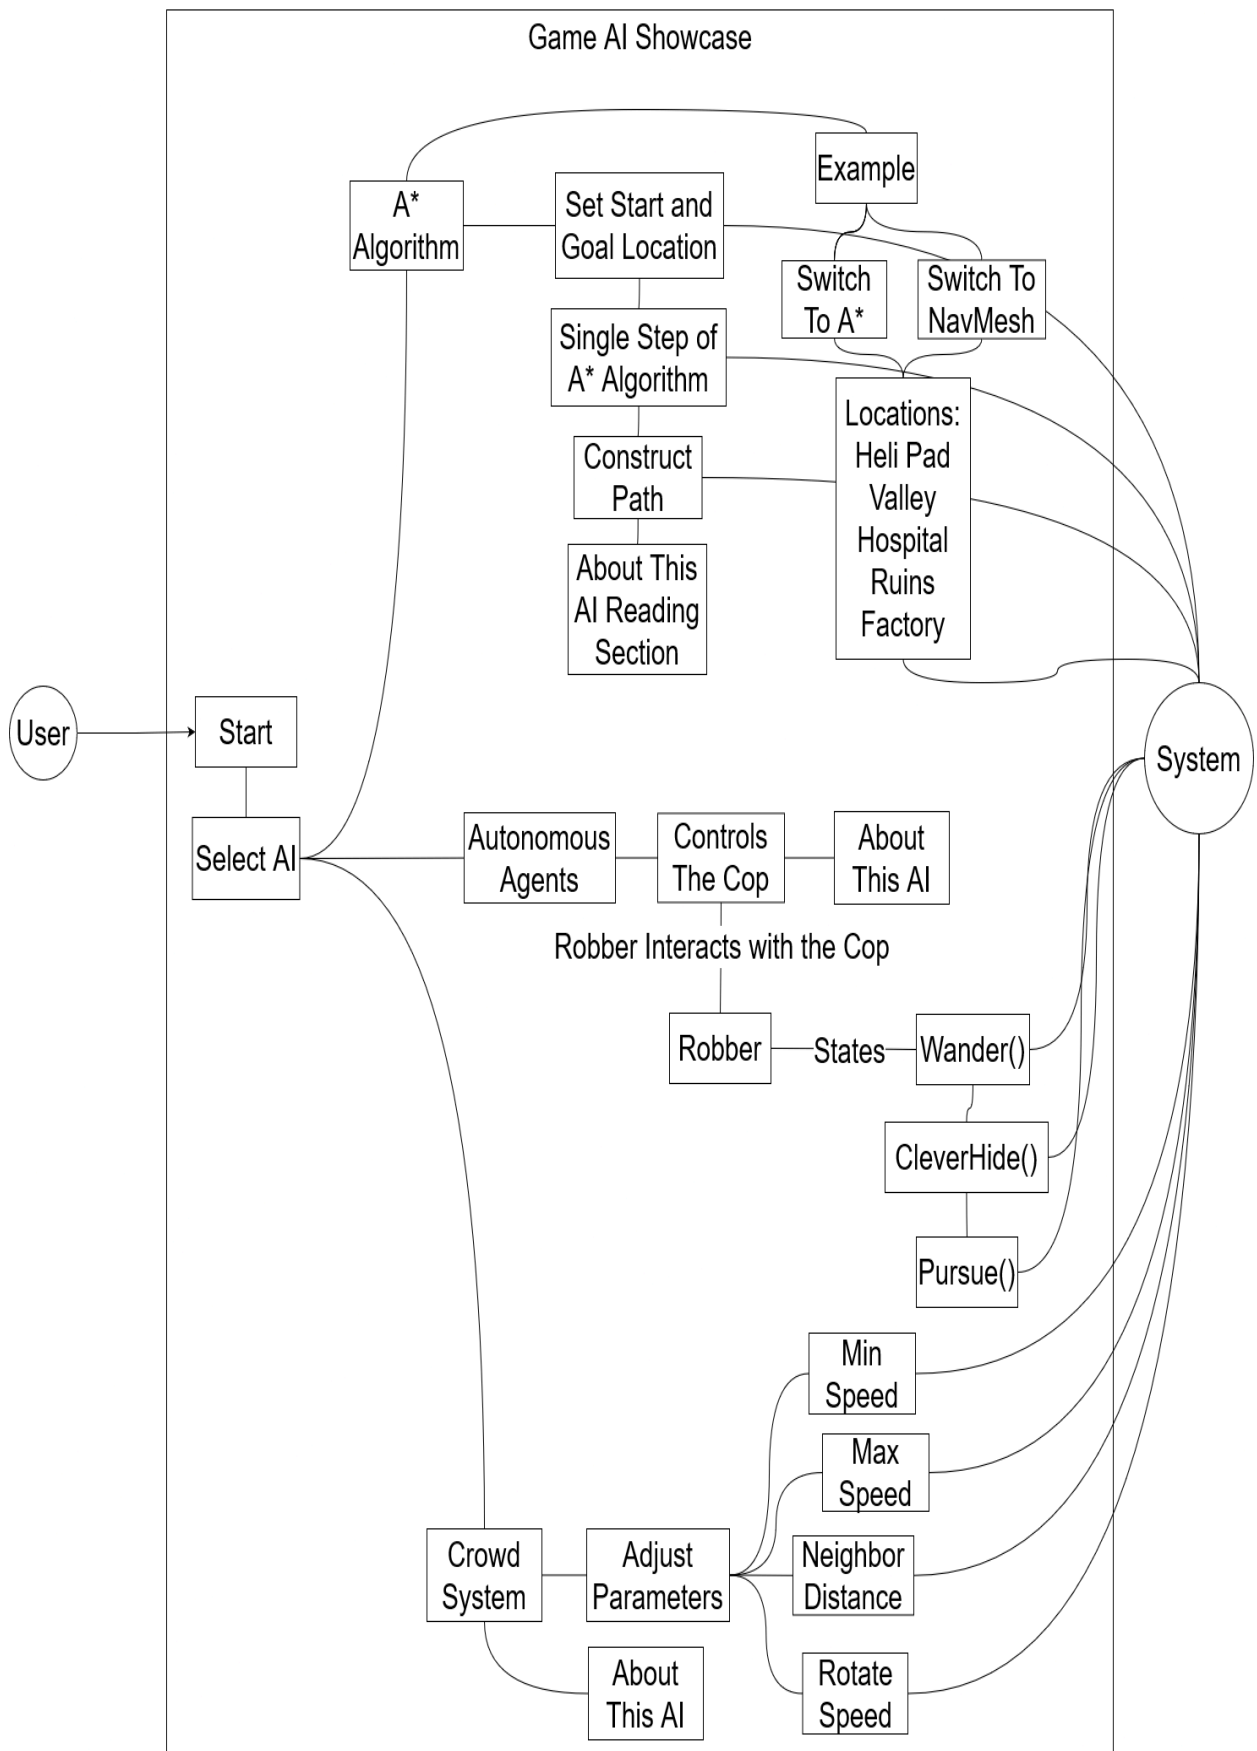 Game AI Showcase
Example
A*
Algorithm
Set Start and
Goal Location
Switch
To A*
Switch To
NavMesh
Single Step of
A* Algorithm
Locations:
Heli Pad
Valley
Hospital
Ruins
Factory
Construct
Path
About This
AI Reading
Section
User
Start
System
Select AI
Autonomous
Agents
Controls
The Cop
About
This AI
Robber Interacts with the Cop
Robber
States
Wander()
CleverHide()
Pursue()
Min
Speed
Max
Speed
Crowd
System
Adjust
Parameters
Neighbor
Distance
About
This AI
Rotate
Speed